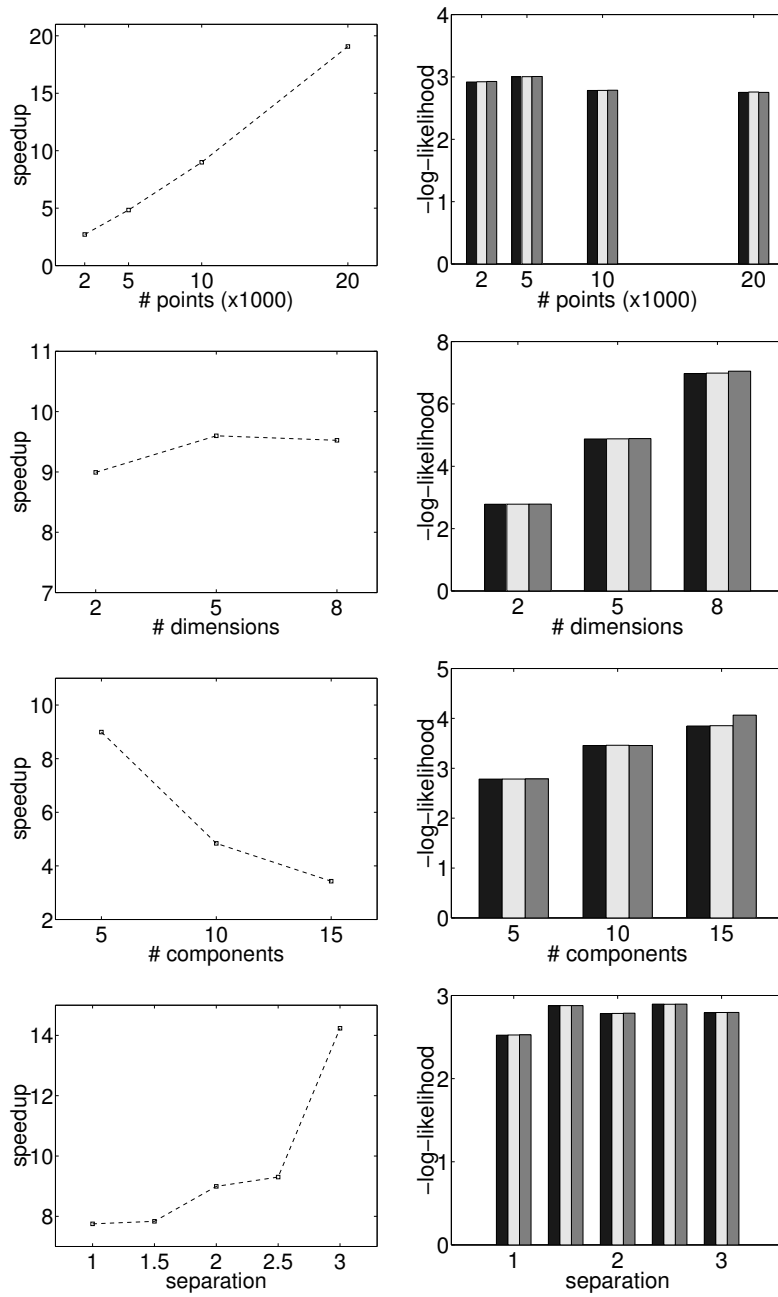 speedup
20
15
10
5
0
2 5 10 20
# points (x1000)
−log−likelihood
4
3
2
1
0
2 5 10 20
# points (x1000)
speedup
11
10
9
8
7
2 5 8
# dimensions
−log−likelihood
8
6
4
2
0
2 5 8
# dimensions
speedup
10
8
6
4
2
5 10 15
# components
−log−likelihood
5
4
3
2
1
0
5 10 15
# components
speedup
14
12
10
8
1 1.5 2 2.5 3
separation
−log−likelihood
3
2
1
0
1 2 3
separation